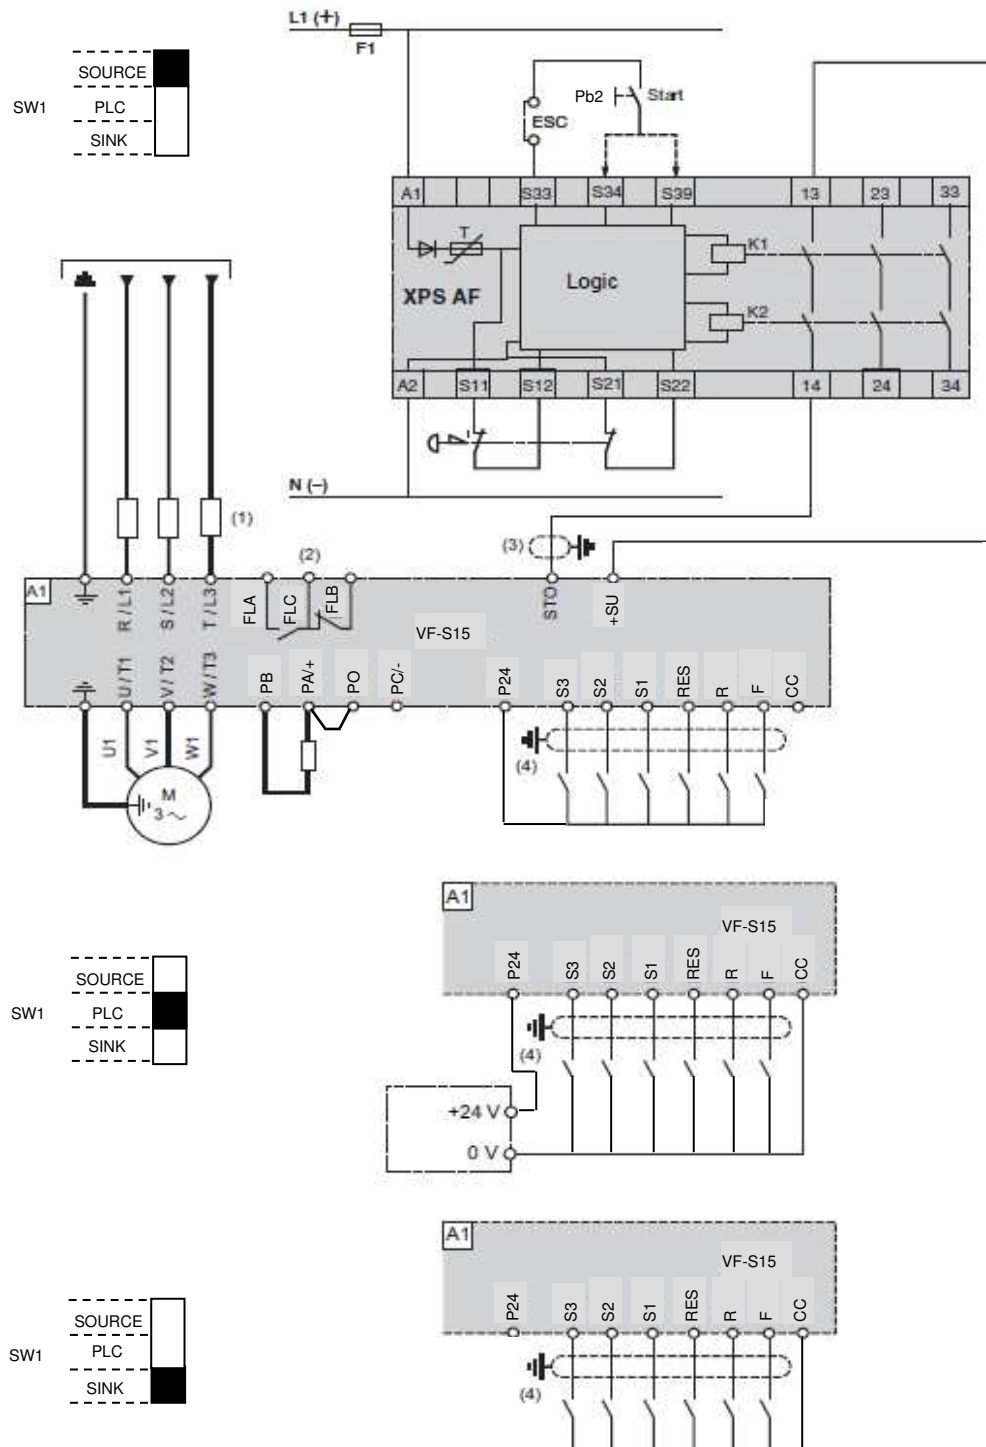 L1 (+)
F1
SW1
SOURCE
PLC
SINK
ESC
Pb2
Start
A1 S33 S34 S39 13 23 33
T
Logic
K1
K2
XPS AF
A2 S11 S12 S21 S22 14 24 34
N (–)
(1)
(2)
(3)
A1
R / L1
S / L2
T / L3
FLA
FLC
FLB
STO
+SU
VF-S15
U / T1
V / T2
W / T3
PB
PA/+
PO
PC/-
P24
S3
S2
S1
RES
R
F
CC
U1
V1
W1
M
3 ~
(4)
A1
VF-S15
P24
S3
S2
S1
RES
R
F
CC
SW1
SOURCE
PLC
SINK
(4)
+24 V
0 V
A1
VF-S15
P24
S3
S2
S1
RES
R
F
CC
SW1
SOURCE
PLC
SINK
(4)